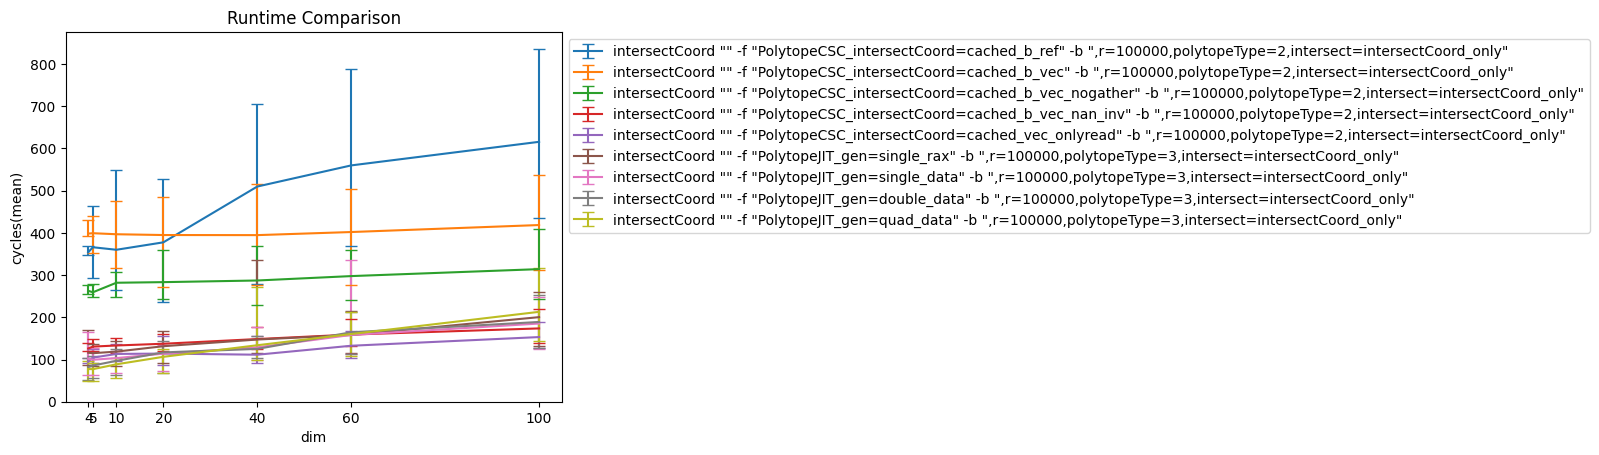 Runtime Comparison
cycles(mean)
800
700
600
500
400
300
200
100
0
4 5 10 20 40 60 100
dim
intersectCoord "" -f "PolytopeCSC_intersectCoord=cached_b_ref" -b ",r=100000,polytopeType=2,intersect=intersectCoord_only"
intersectCoord "" -f "PolytopeCSC_intersectCoord=cached_b_vec" -b ",r=100000,polytopeType=2,intersect=intersectCoord_only"
intersectCoord "" -f "PolytopeCSC_intersectCoord=cached_b_vec_nogather" -b ",r=100000,polytopeType=2,intersect=intersectCoord_only"
intersectCoord "" -f "PolytopeCSC_intersectCoord=cached_b_vec_nan_inv" -b ",r=100000,polytopeType=2,intersect=intersectCoord_only"
intersectCoord "" -f "PolytopeCSC_intersectCoord=cached_vec_onlyread" -b ",r=100000,polytopeType=2,intersect=intersectCoord_only"
intersectCoord "" -f "PolytopeJIT_gen=single_rax" -b ",r=100000,polytopeType=3,intersect=intersectCoord_only"
intersectCoord "" -f "PolytopeJIT_gen=single_data" -b ",r=100000,polytopeType=3,intersect=intersectCoord_only"
intersectCoord "" -f "PolytopeJIT_gen=double_data" -b ",r=100000,polytopeType=3,intersect=intersectCoord_only"
intersectCoord "" -f "PolytopeJIT_gen=quad_data" -b ",r=100000,polytopeType=3,intersect=intersectCoord_only"